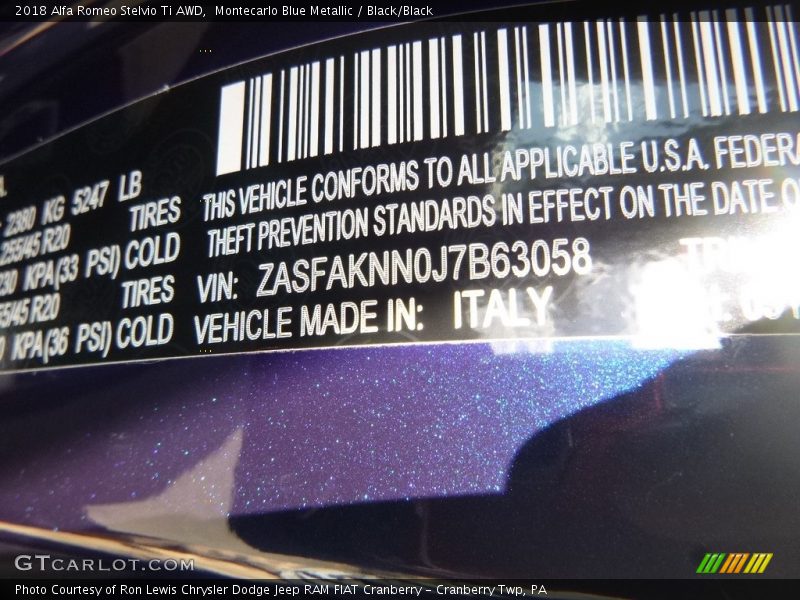 2018 Alfa Romeo Stelvio Ti AWD, Montecarlo Blue Metallic / Black/Black
2380 KG 5247 LB
255/45 R20 TIRES
KPA(33 PSI) COLD
R20 TIRES
KPA(36 PSI) COLD
THIS VEHICLE CONFORMS TO ALL APPLICABLE U.S.A. FEDERA
THEFT PREVENTION STANDARDS IN EFFECT ON THE DATE O
VIN: ZASFAKNN0J7B63058
VEHICLE MADE IN: ITALY
GTCARLOT.COM
Photo Courtesy of Ron Lewis Chrysler Dodge Jeep RAM FIAT Cranberry – Cranberry Twp, PA